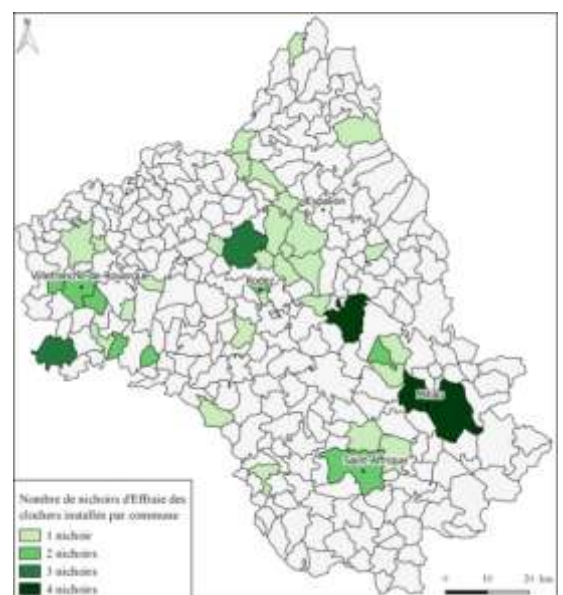 N
Espalion
Villefranche-de-Rouergue
Rodez
Millau
Saint-Affrique
Nombre de nichoirs d'Effraie des
clochers installés par commune
1 nichoir
2 nichoirs
3 nichoirs
4 nichoirs
0 10 20 km